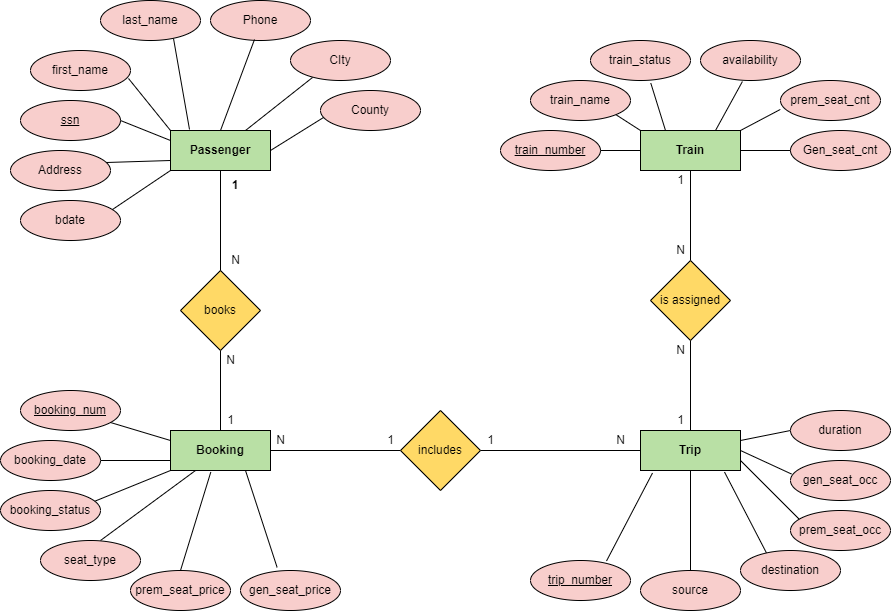 last_name
Phone
first_name
CIty
ssn
County
Address
bdate
Passenger
1
N
books
N
1
train_status
availability
train_name
prem_seat_cnt
train_number
Train
Gen_seat_cnt
1
N
is assigned
N
1
booking_num
booking_date
booking_status
seat_type
prem_seat_price
gen_seat_price
Booking
N
1
includes
1
N
Trip
duration
gen_seat_occ
prem_seat_occ
destination
trip_number
source